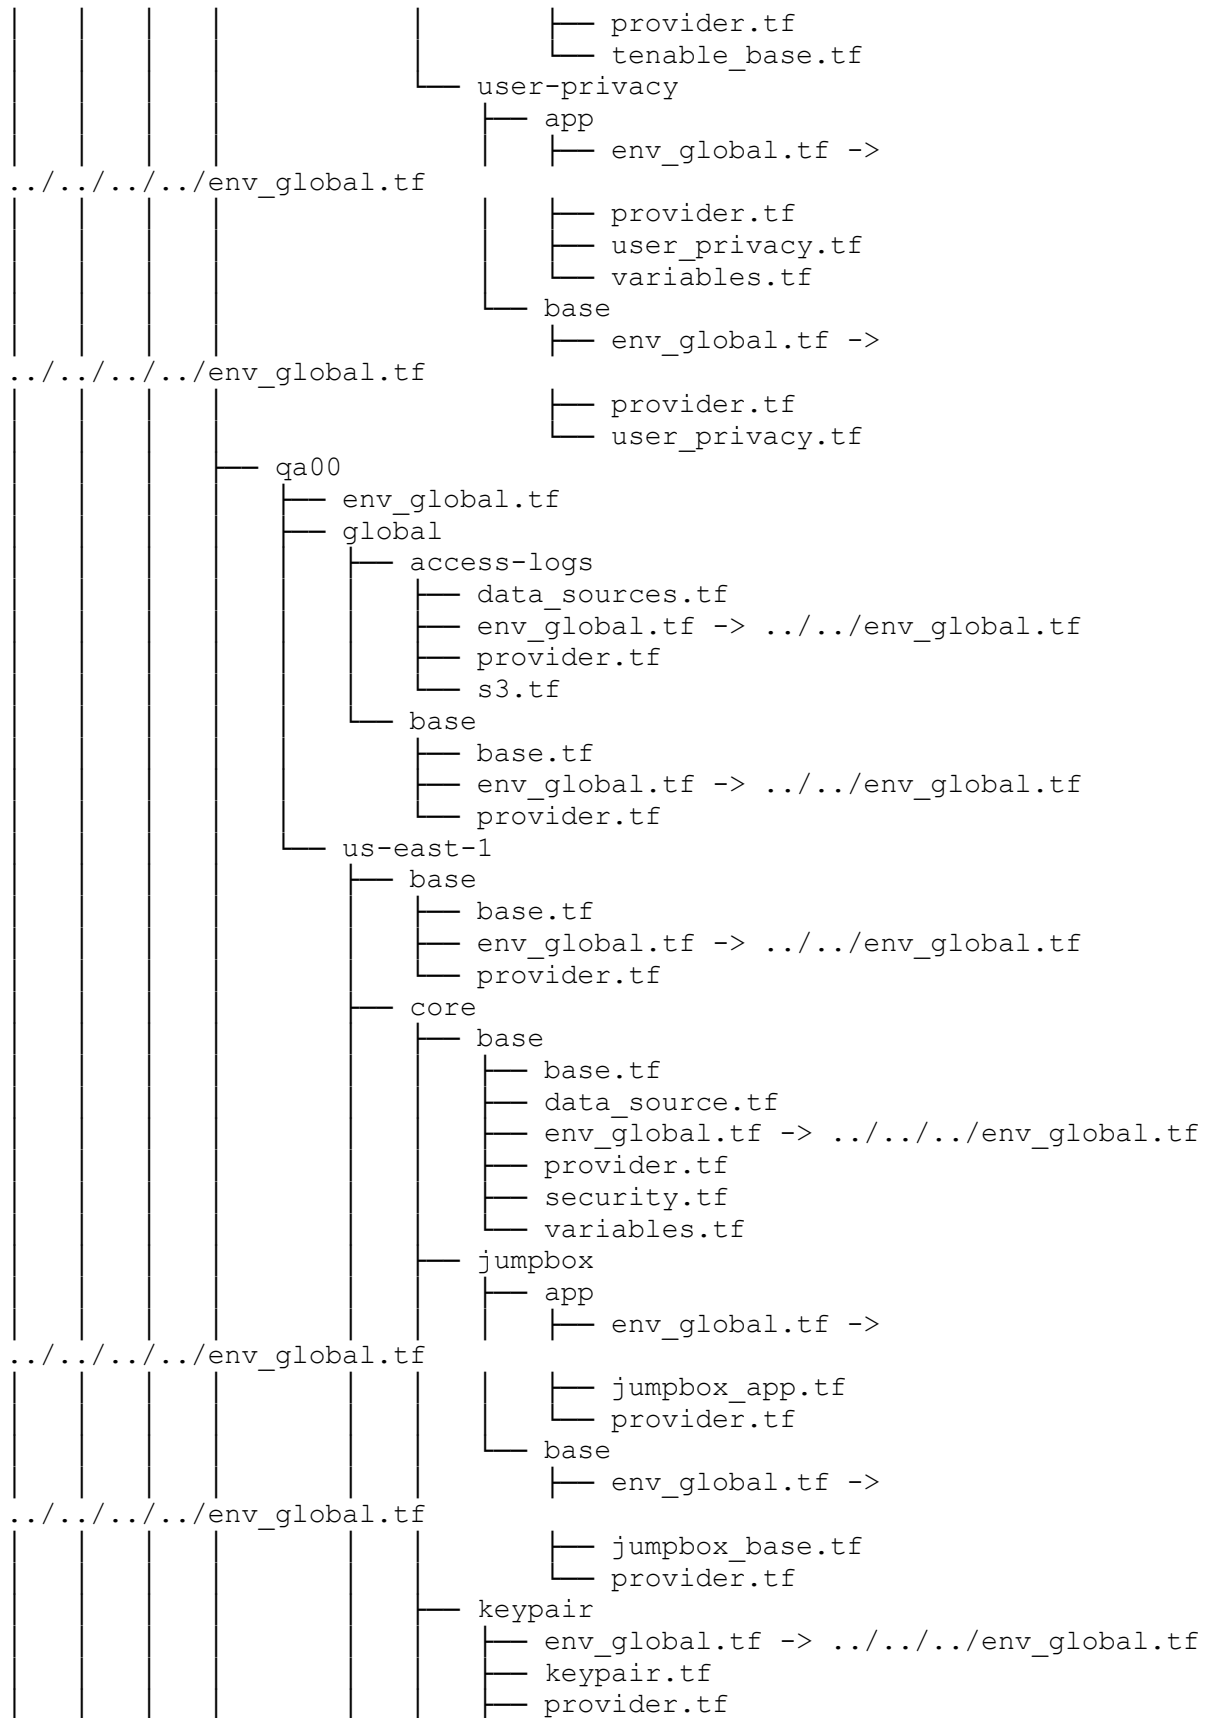 │   │   │   │           │       ├── provider.tf
│   │   │   │           │       └── tenable_base.tf
│   │   │   │           └── user-privacy
│   │   │   │               ├── app
│   │   │   │               │   ├── env_global.tf ->
../../../../env_global.tf
│   │   │   │               │   ├── provider.tf
│   │   │   │               │   ├── user_privacy.tf
│   │   │   │               │   └── variables.tf
│   │   │   │               └── base
│   │   │   │                   ├── env_global.tf ->
../../../../env_global.tf
│   │   │   │                   ├── provider.tf
│   │   │   │                   └── user_privacy.tf
│   │   │   ├── qa00
│   │   │   │   ├── env_global.tf
│   │   │   │   ├── global
│   │   │   │   │   ├── access-logs
│   │   │   │   │   │   ├── data_sources.tf
│   │   │   │   │   │   ├── env_global.tf -> ../../env_global.tf
│   │   │   │   │   │   ├── provider.tf
│   │   │   │   │   │   └── s3.tf
│   │   │   │   │   └── base
│   │   │   │   │       ├── base.tf
│   │   │   │   │       ├── env_global.tf -> ../../env_global.tf
│   │   │   │   │       └── provider.tf
│   │   │   │   └── us-east-1
│   │   │   │       ├── base
│   │   │   │       │   ├── base.tf
│   │   │   │       │   ├── env_global.tf -> ../../env_global.tf
│   │   │   │       │   └── provider.tf
│   │   │   │       ├── core
│   │   │   │       │   ├── base
│   │   │   │       │   │   ├── base.tf
│   │   │   │       │   │   ├── data_source.tf
│   │   │   │       │   │   ├── env_global.tf -> ../../../env_global.tf
│   │   │   │       │   │   ├── provider.tf
│   │   │   │       │   │   ├── security.tf
│   │   │   │       │   │   └── variables.tf
│   │   │   │       │   ├── jumpbox
│   │   │   │       │   │   ├── app
│   │   │   │       │   │   │   ├── env_global.tf ->
../../../../env_global.tf
│   │   │   │       │   │   │   ├── jumpbox_app.tf
│   │   │   │       │   │   │   └── provider.tf
│   │   │   │       │   │   └── base
│   │   │   │       │   │       ├── env_global.tf ->
../../../../env_global.tf
│   │   │   │       │   │       ├── jumpbox_base.tf
│   │   │   │       │   │       └── provider.tf
│   │   │   │       │   ├── keypair
│   │   │   │       │   │   ├── env_global.tf -> ../../../env_global.tf
│   │   │   │       │   │   ├── keypair.tf
│   │   │   │       │   │   ├── provider.tf